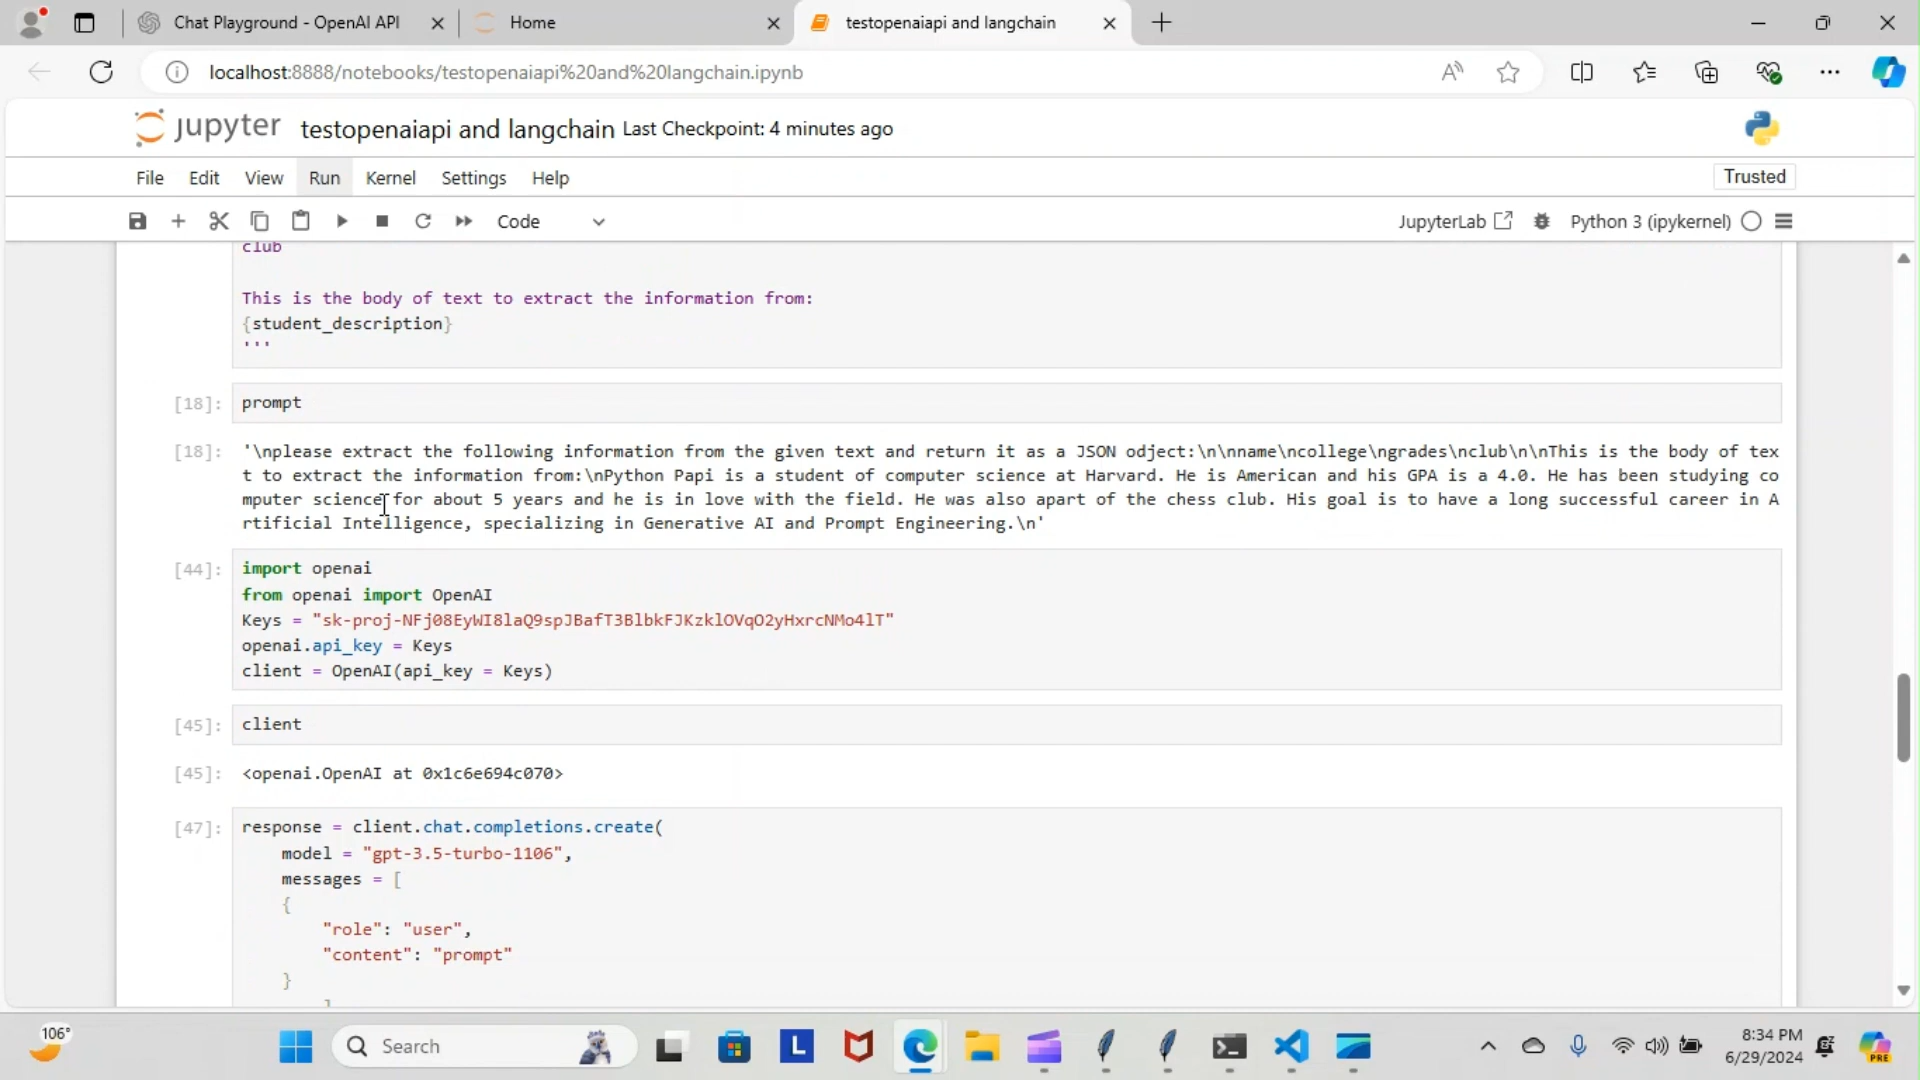 Chat Playground - OpenAI API
Home
testopenaiapi and langchain
localhost:8888/notebooks/testopenaiapi%20and%20langchain.ipynb
jupyter testopenaiapi and langchain Last Checkpoint: 4 minutes ago
File Edit View Run Kernel Settings Help Trusted
Code JupyterLab Python 3 (ipykernel)
club
This is the body of text to extract the information from:
{student_description}
'''
[18]: prompt
[18]: '\nplease extract the following information from the given text and return it as a JSON odject:\n\nname\ncollege\ngrades\nclub\n\nThis is the body of tex
t to extract the information from:\nPython Papi is a student of computer science at Harvard. He is American and his GPA is a 4.0. He has been studying co
mputer science for about 5 years and he is in love with the field. He was also apart of the chess club. His goal is to have a long successful career in A
rtificial Intelligence, specializing in Generative AI and Prompt Engineering.\n'
[44]: import openai
from openai import OpenAI
Keys = "sk-proj-NFj08EyWI8laQ9spJBafT3BlbkFJKzklOVqO2yHxrcNMo4lT"
openai.api_key = Keys
client = OpenAI(api_key = Keys)
[45]: client
[45]: <openai.OpenAI at 0x1c6e694c070>
[47]: response = client.chat.completions.create(
model = "gpt-3.5-turbo-1106",
messages = [
{
"role": "user",
"content": "prompt"
}
]
106°
Search
L
8:34 PM
6/29/2024
PRE